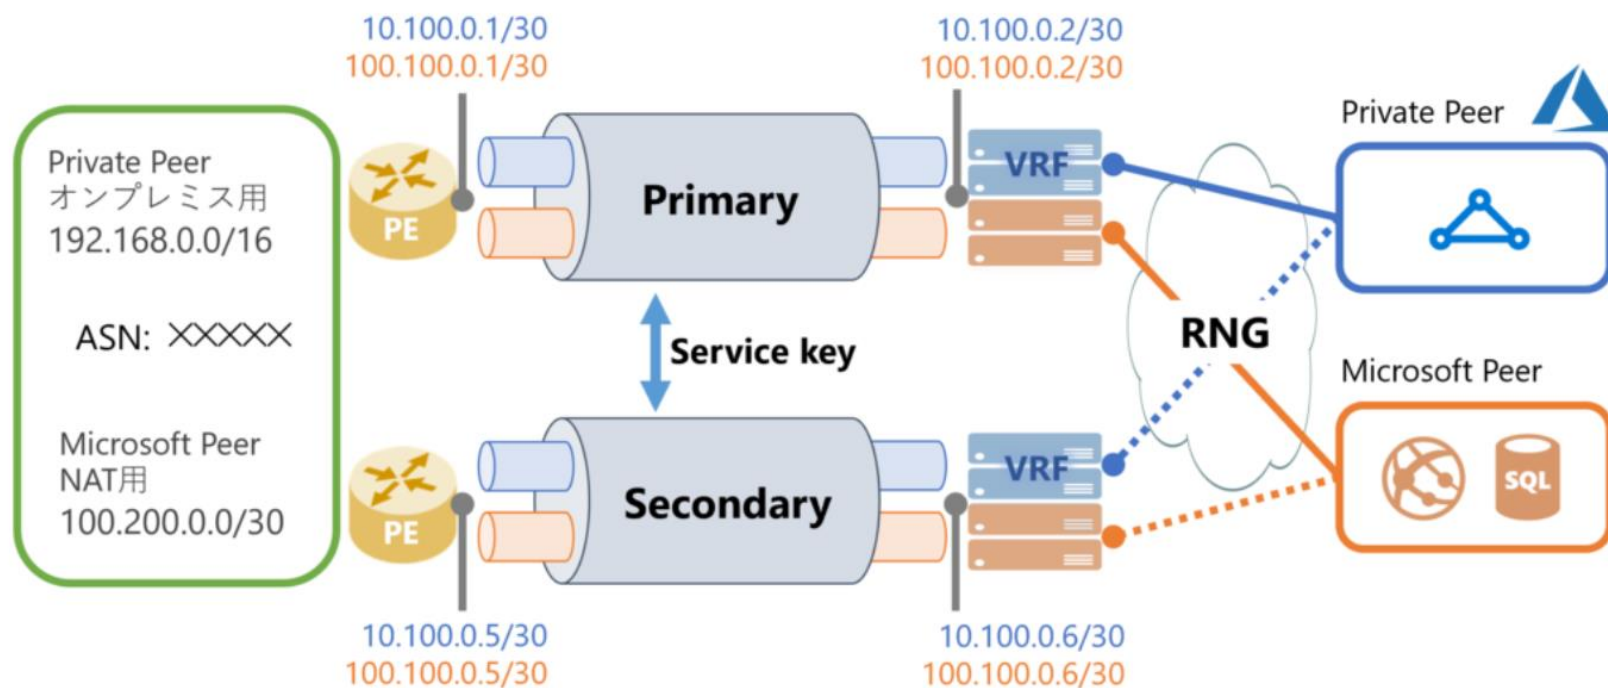 10.100.0.1/30
100.100.0.1/30
10.100.0.2/30
100.100.0.2/30
Private Peer
オンプレミス用
192.168.0.0/16
ASN: XXXXX
Microsoft Peer
NAT用
100.200.0.0/30
PE
Primary
VRF
Service key
PE
Secondary
VRF
RNG
Private Peer
Microsoft Peer
SQL
10.100.0.5/30
100.100.0.5/30
10.100.0.6/30
100.100.0.6/30